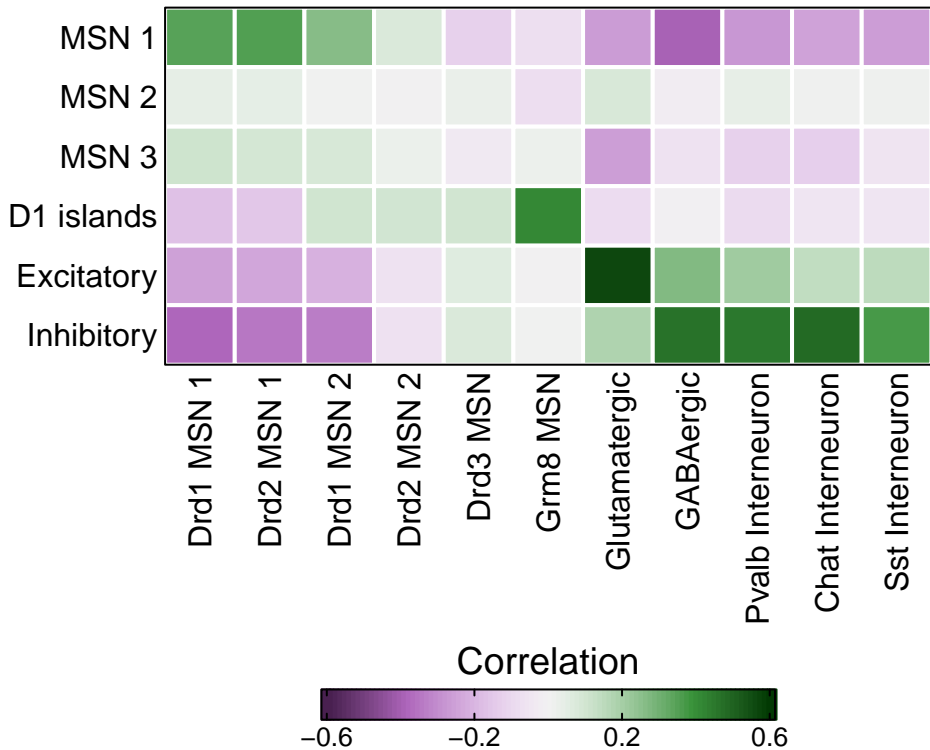 MSN 1
MSN 2
MSN 3
D1 islands
Excitatory
Inhibitory
Drd1 MSN 1
Drd2 MSN 1
Drd1 MSN 2
Drd2 MSN 2
Drd3 MSN
Grm8 MSN
Glutamatergic
GABAergic
Pvalb Interneuron
Chat Interneuron
Sst Interneuron
Correlation
−0.6 −0.2 0.2 0.6